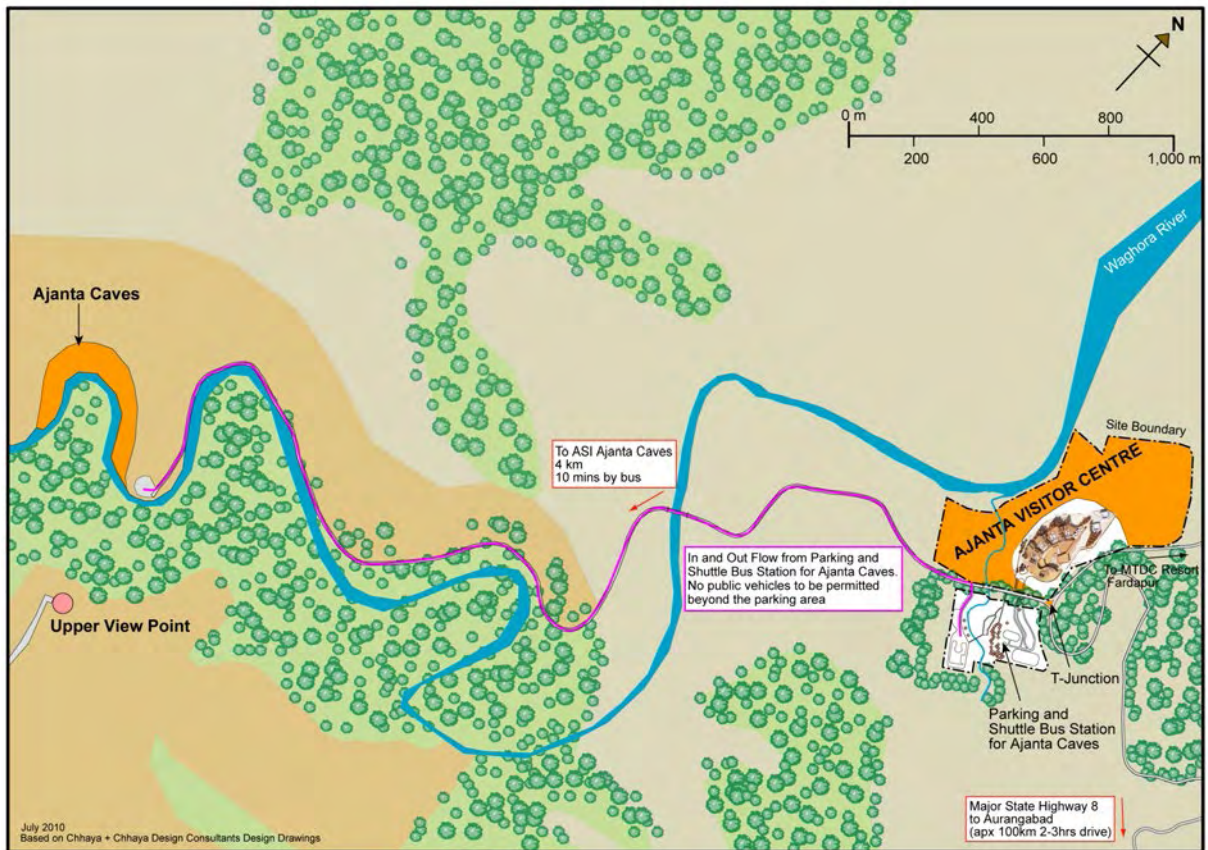 N
0 m 400 800
200 600 1,000 m
Waghora River
Ajanta Caves
Site Boundary
AJANTA VISITOR CENTRE
To ASI Ajanta Caves
4 km
10 mins by bus
In and Out Flow from Parking and
Shuttle Bus Station for Ajanta Caves.
No public vehicles to be permitted
beyond the parking area
To MTDC Resort
Fardapur
Upper View Point
T-Junction
Parking and
Shuttle Bus Station
for Ajanta Caves
Major State Highway 8
to Aurangabad
(apx 100km 2-3hrs drive)
July 2010
Based on Chhaya + Chhaya Design Consultants Design Drawings